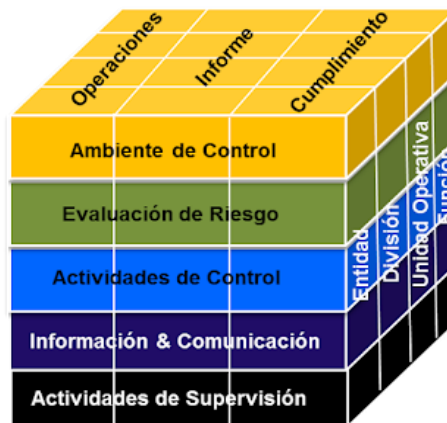 Operaciones
Informe
Cumplimiento
Ambiente de Control
Evaluación de Riesgo
Actividades de Control
Información & Comunicación
Actividades de Supervisión
Entidad
División
Unidad Operativa
Función